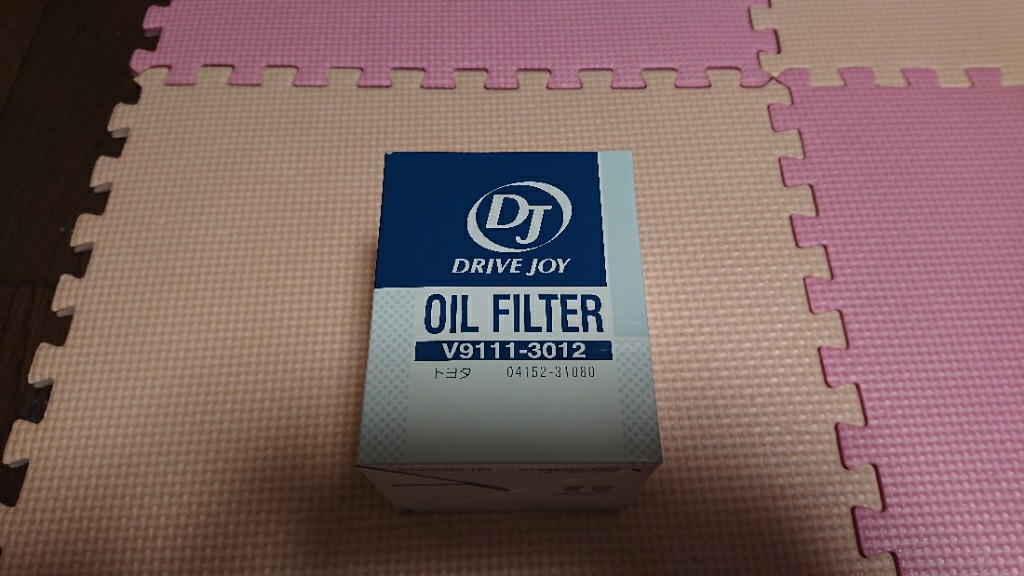 DJ
DRIVE JOY
OIL FILTER
V9111-3012
トヨタ 04152-31080